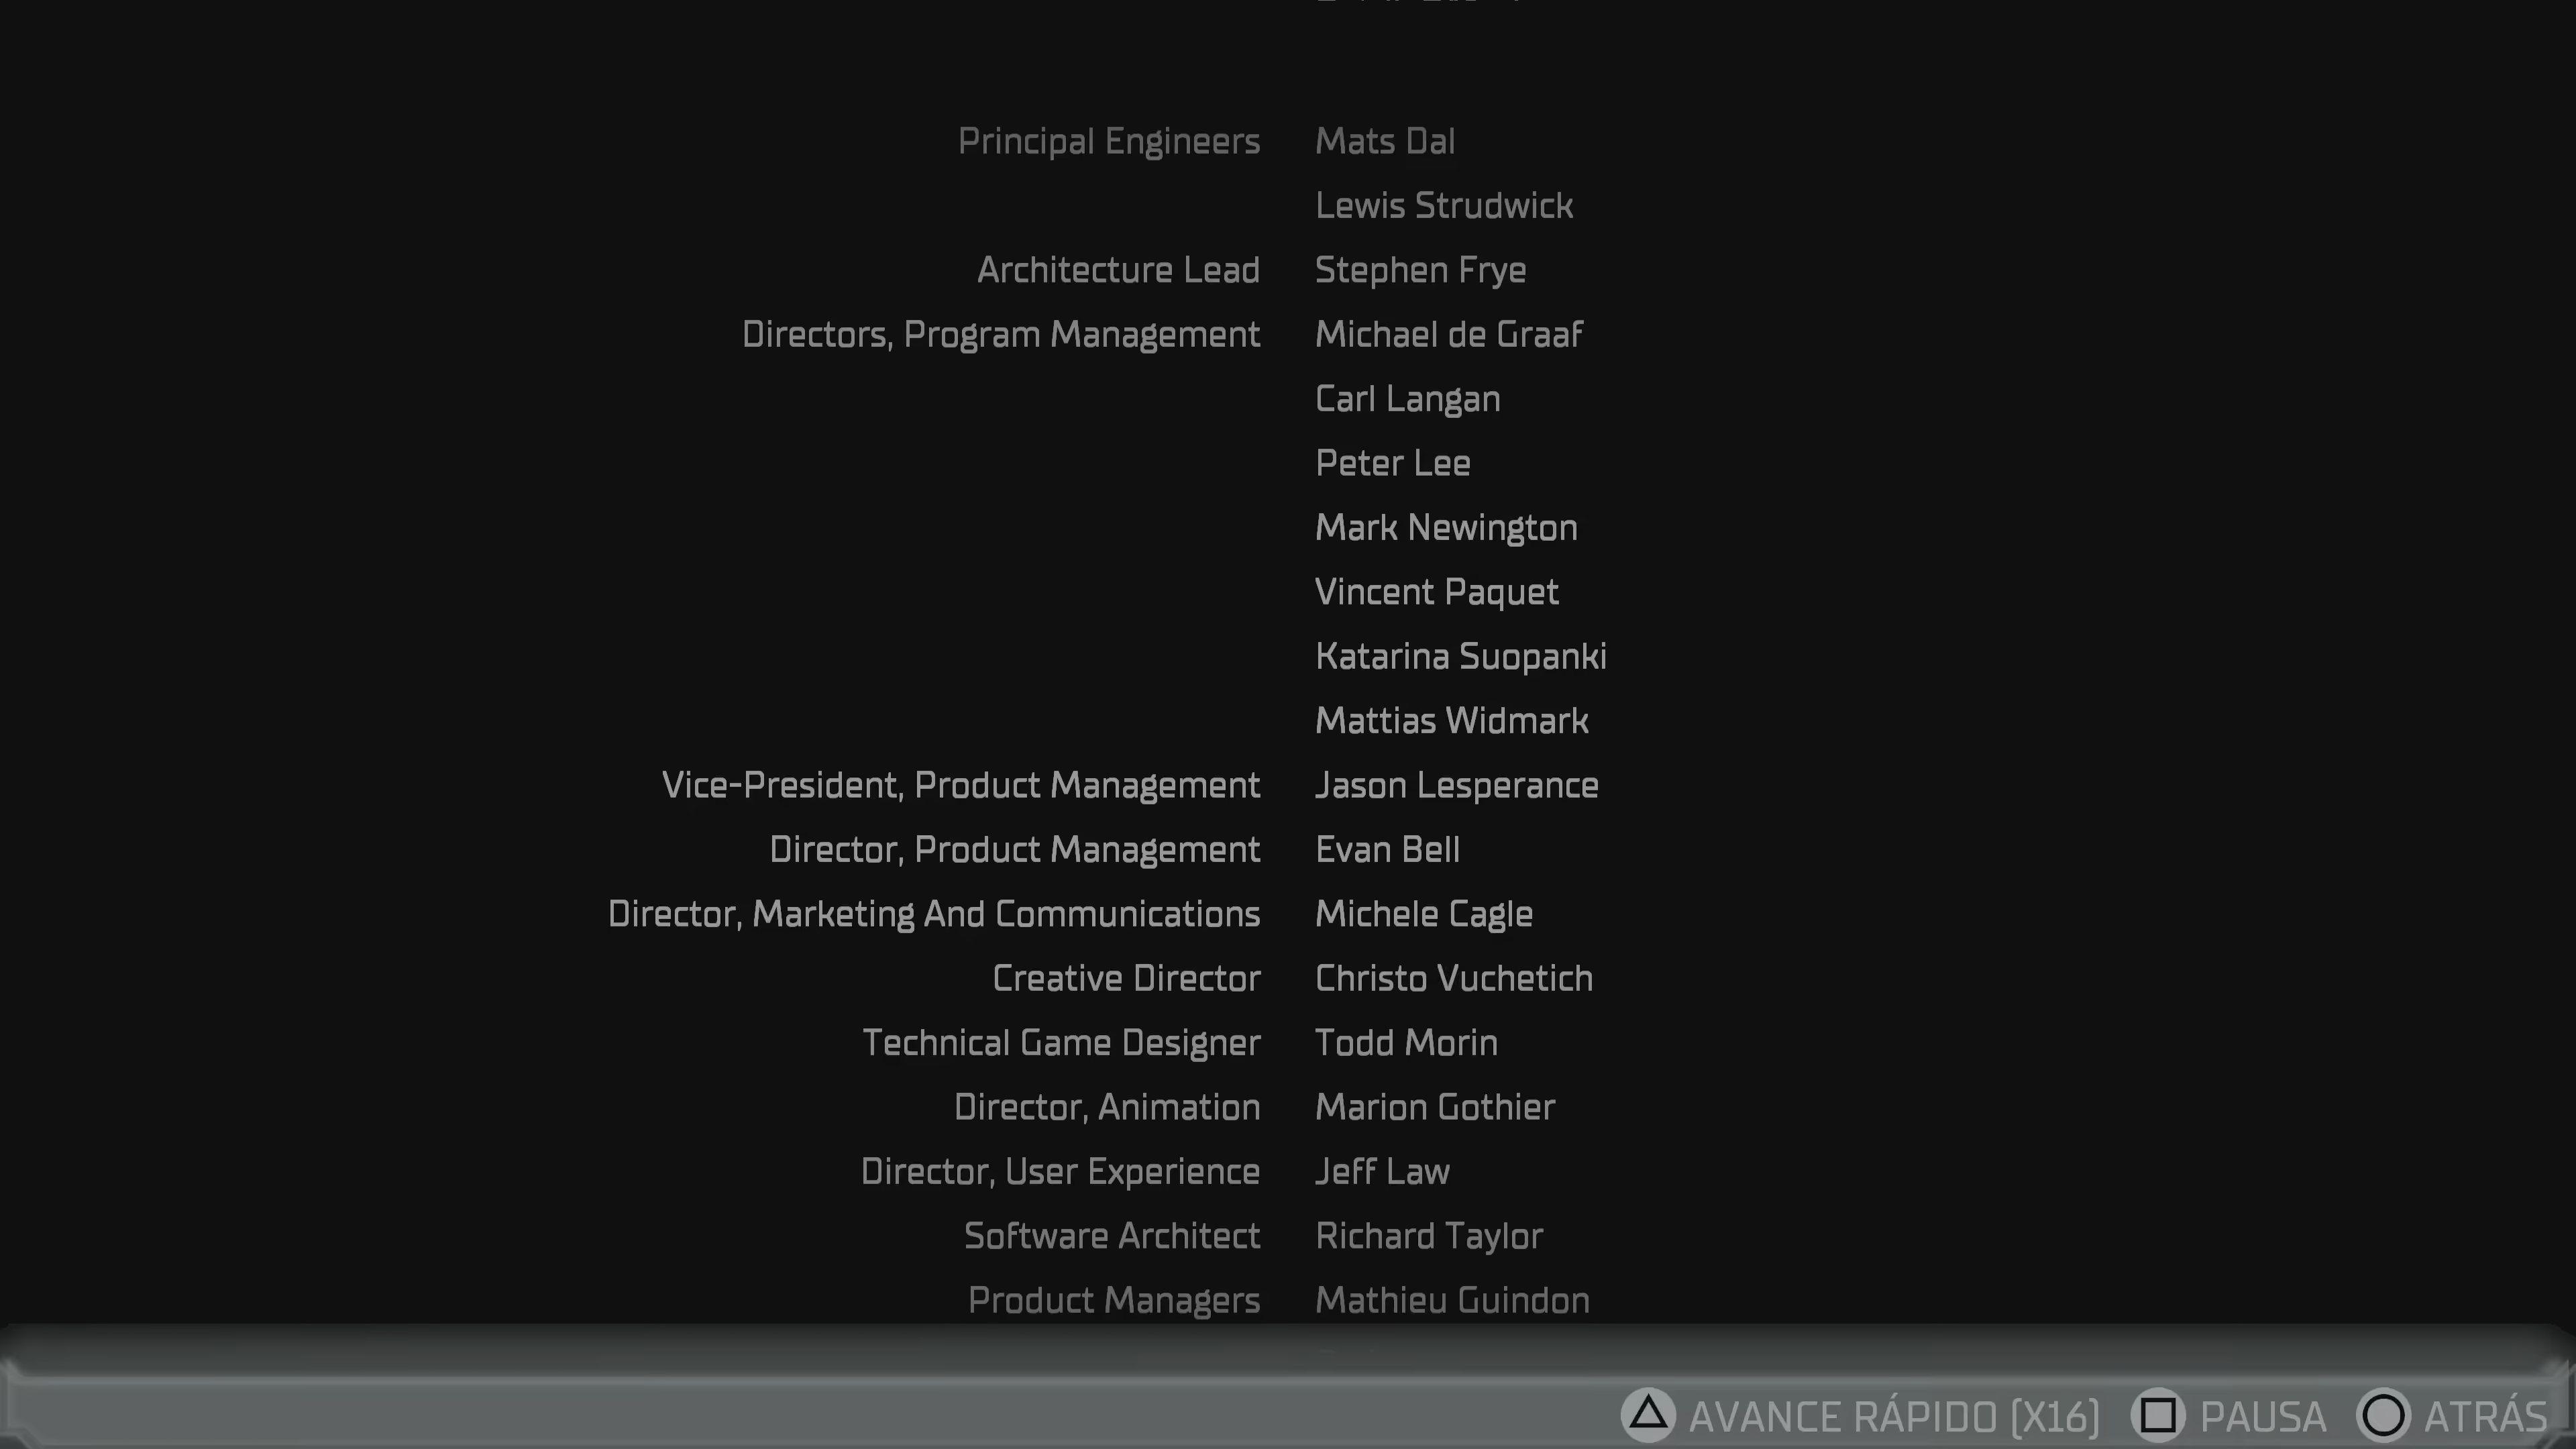 Principal Engineers Mats Dal
Lewis Strudwick
Architecture Lead Stephen Frye
Directors, Program Management Michael de Graaf
Carl Langan
Peter Lee
Mark Newington
Vincent Paquet
Katarina Suopanki
Mattias Widmark
Vice-President, Product Management Jason Lesperance
Director, Product Management Evan Bell
Director, Marketing And Communications Michele Cagle
Creative Director Christo Vuchetich
Technical Game Designer Todd Morin
Director, Animation Marion Gothier
Director, User Experience Jeff Law
Software Architect Richard Taylor
Product Managers Mathieu Guindon
AVANCE RÁPIDO (X16) PAUSA ATRÁS